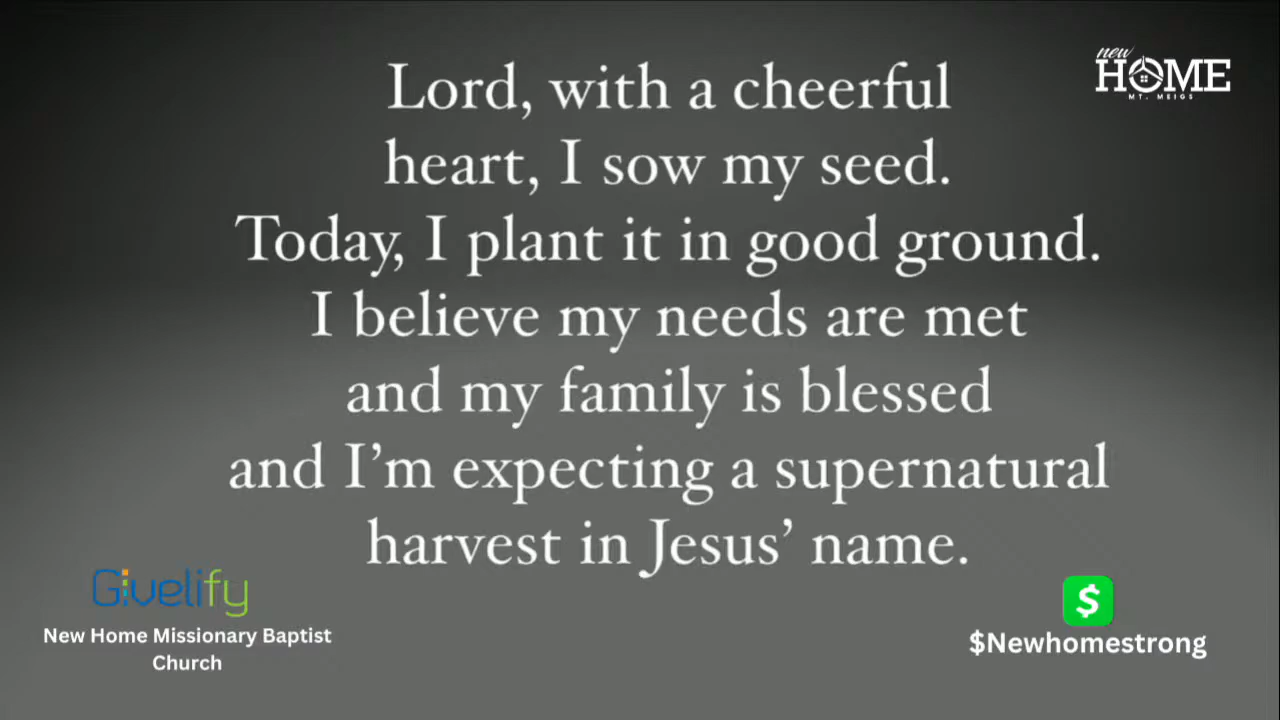 Lord, with a cheerful
heart, I sow my seed.
Today, I plant it in good ground.
I believe my needs are met
and my family is blessed
and I’m expecting a supernatural
harvest in Jesus’ name.
new
HOME
MT. MEIGS
Givelify
New Home Missionary Baptist
Church
$
$Newhomestrong